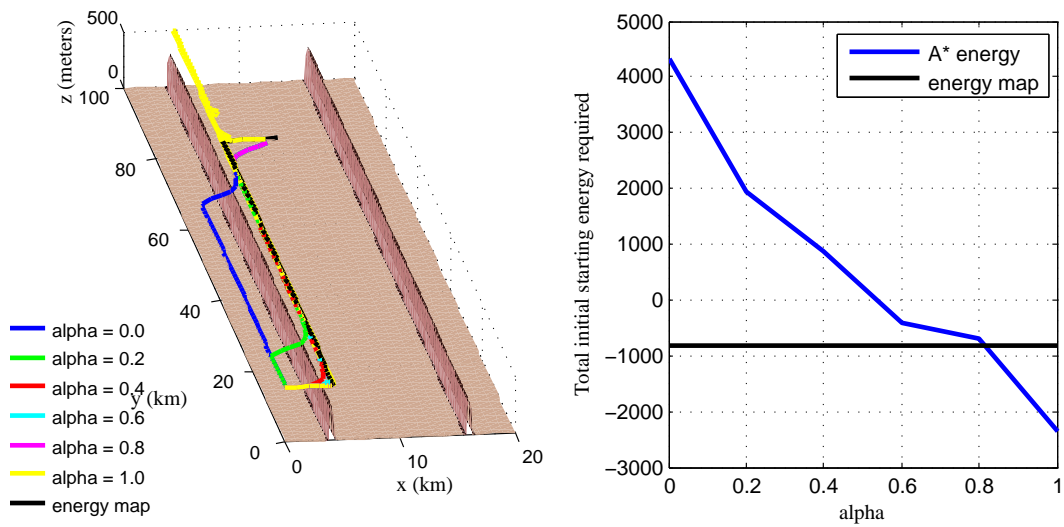 500
0
z (meters)
100
80
60
40
20
0
y (km)
0
10
20
x (km)
alpha = 0.0
alpha = 0.2
alpha = 0.4
alpha = 0.6
alpha = 0.8
alpha = 1.0
energy map
5000
4000
3000
2000
1000
0
−1000
−2000
−3000
Total initial starting energy required
A* energy
energy map
0
0.2
0.4
0.6
0.8
1
alpha